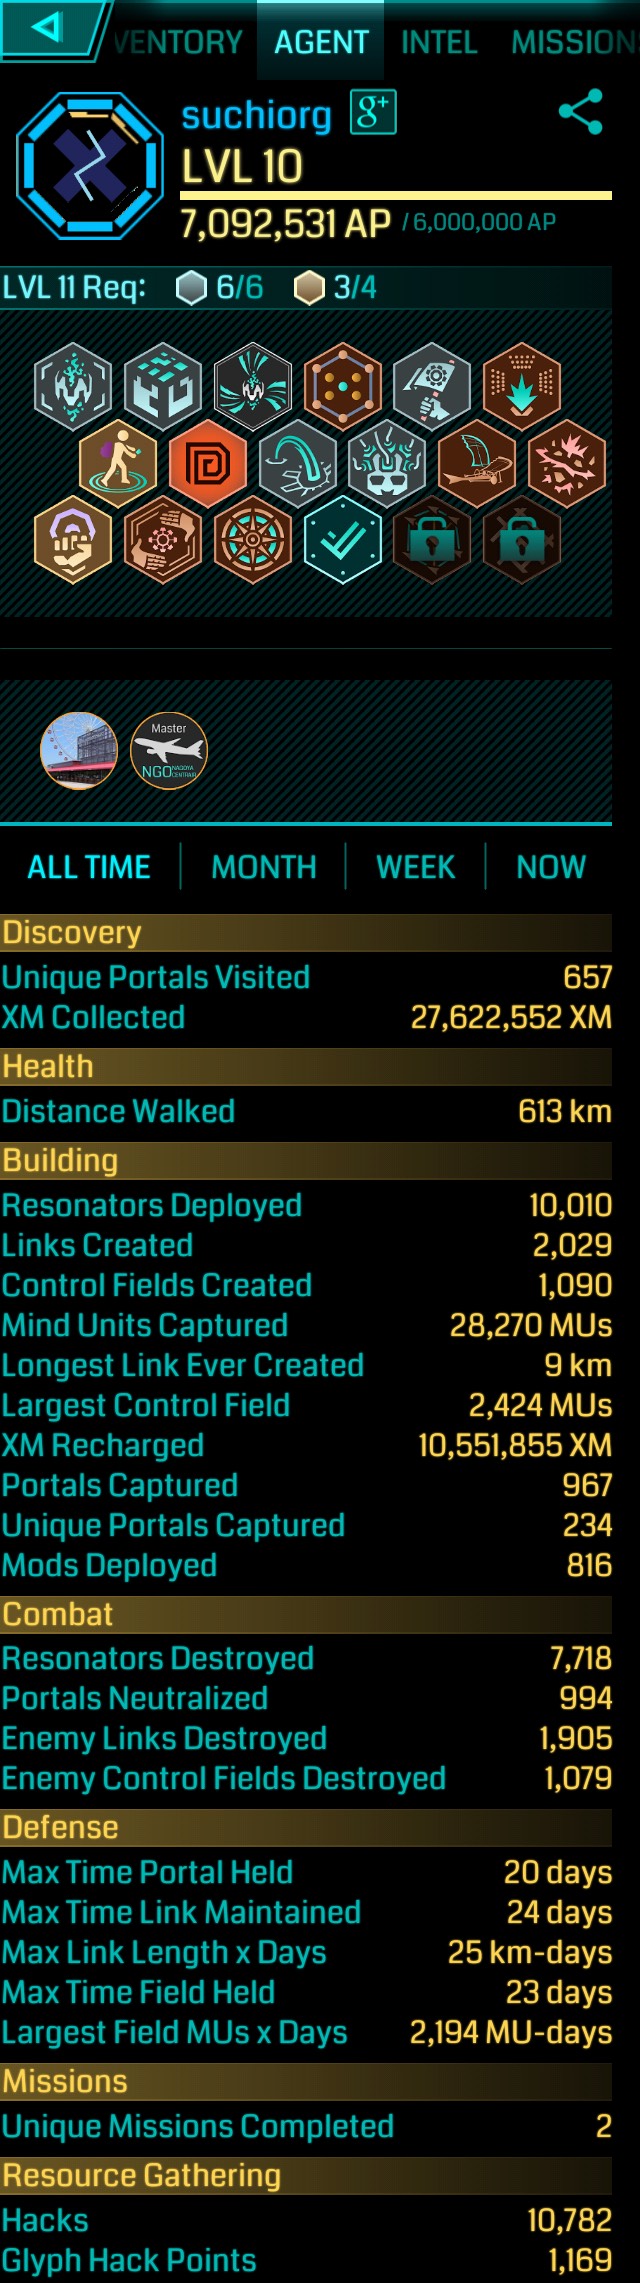 VENTORY AGENT INTEL MISSION
suchiorg g+
LVL 10
7,092,531 AP / 6,000,000 AP
LVL 11 Req: 6/6 3/4
Master
NGO NAGOYA
CENTRAIR
ALL TIME MONTH WEEK NOW
Discovery
Unique Portals Visited 657
XM Collected 27,622,552 XM
Health
Distance Walked 613 km
Building
Resonators Deployed 10,010
Links Created 2,029
Control Fields Created 1,090
Mind Units Captured 28,270 MUs
Longest Link Ever Created 9 km
Largest Control Field 2,424 MUs
XM Recharged 10,551,855 XM
Portals Captured 967
Unique Portals Captured 234
Mods Deployed 816
Combat
Resonators Destroyed 7,718
Portals Neutralized 994
Enemy Links Destroyed 1,905
Enemy Control Fields Destroyed 1,079
Defense
Max Time Portal Held 20 days
Max Time Link Maintained 24 days
Max Link Length x Days 25 km-days
Max Time Field Held 23 days
Largest Field MUs x Days 2,194 MU-days
Missions
Unique Missions Completed 2
Resource Gathering
Hacks 10,782
Glyph Hack Points 1,169